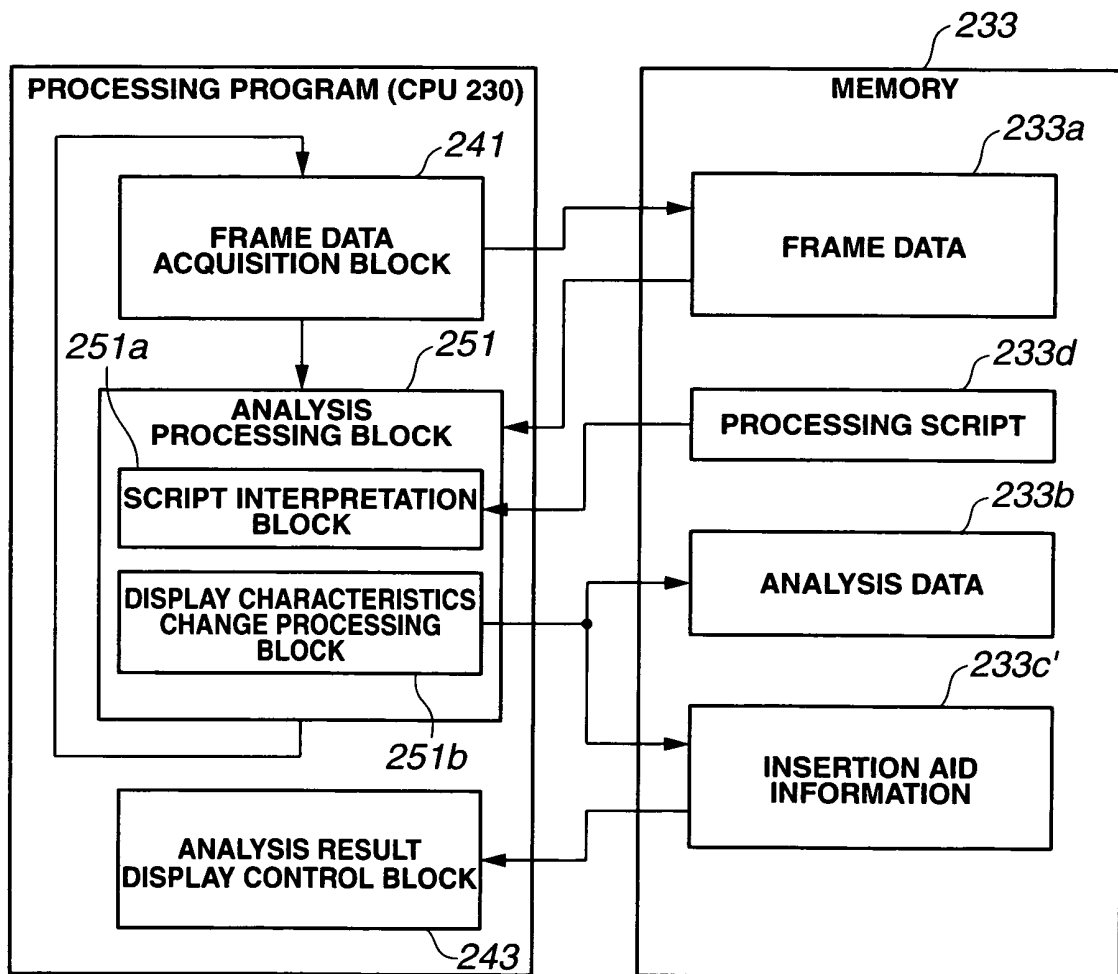 233
PROCESSING PROGRAM (CPU 230)
MEMORY
241
233a
FRAME DATA
ACQUISITION BLOCK
FRAME DATA
251a
251
233d
ANALYSIS
PROCESSING BLOCK
PROCESSING SCRIPT
SCRIPT INTERPRETATION
BLOCK
233b
DISPLAY CHARACTERISTICS
CHANGE PROCESSING
BLOCK
ANALYSIS DATA
233c'
251b
INSERTION AID
INFORMATION
ANALYSIS RESULT
DISPLAY CONTROL BLOCK
243